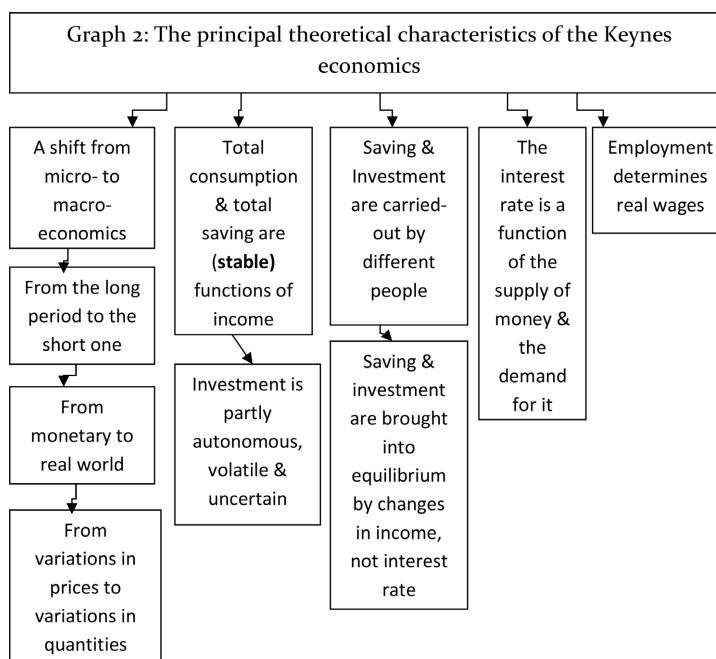 Graph 2: The principal theoretical characteristics of the Keynes
economics
A shift from
micro- to
macro-
economics
From the long
period to the
short one
From
monetary to
real world
From
variations in
prices to
variations in
quantities
Total
consumption
& total
saving are
(stable)
functions of
income
Investment is
partly
autonomous,
volatile &
uncertain
Saving &
Investment
are carried-
out by
different
people
Saving &
investment
are brought
into
equilibrium
by changes
in income,
not interest
rate
The
interest
rate is a
function
of the
supply of
money &
the
demand
for it
Employment
determines
real wages